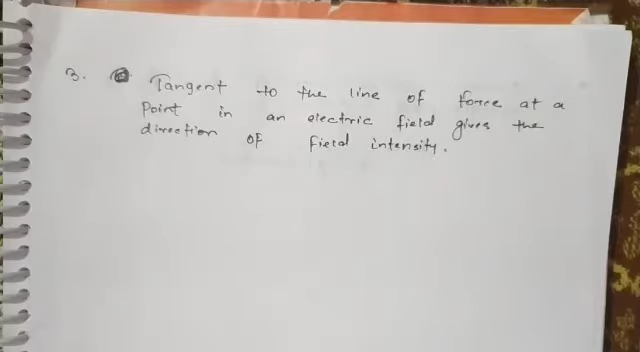 3. Tangent to the line of force at a
point in an electric field gives the
direction of field intensity.